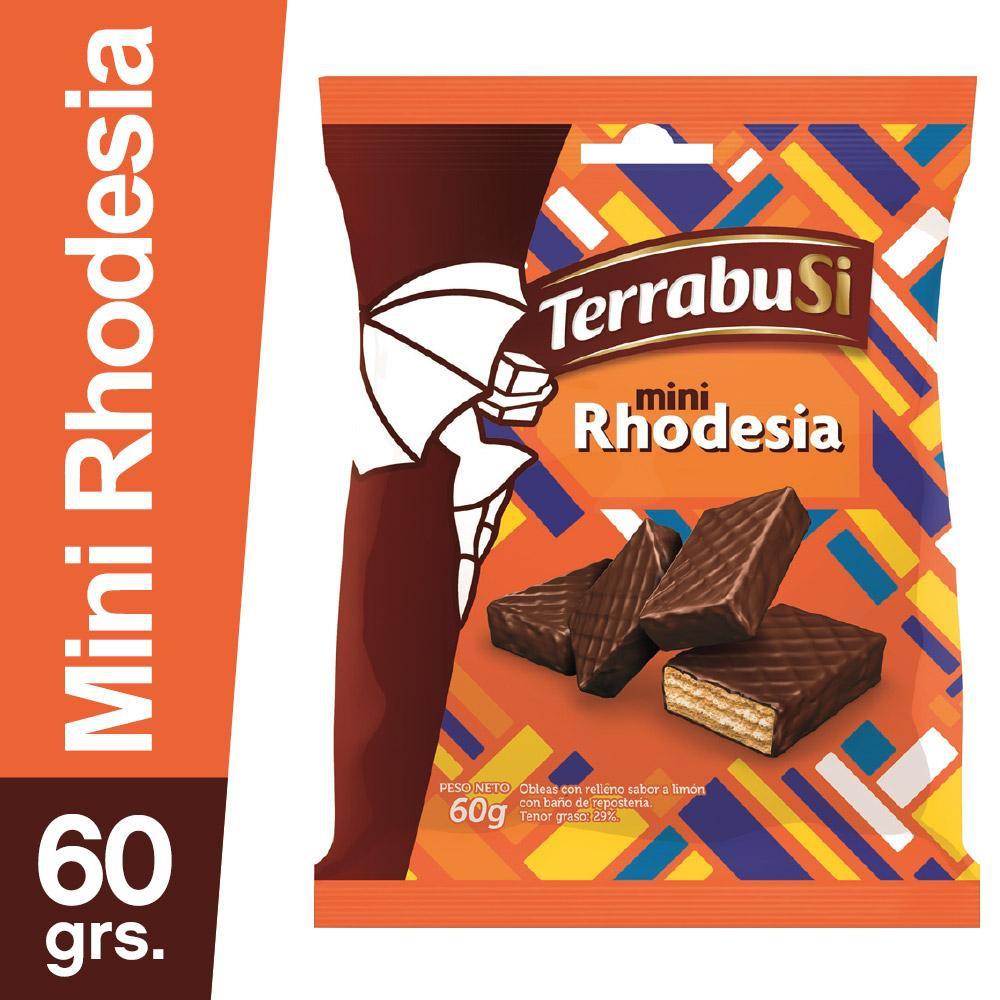 Mini Rhodesia
60
grs.
TerrabuSi
mini
Rhodesia
PESO NETO
60g
Obleas con relleno sabor a limón
con baño de repostería.
Tenor graso: 29%.